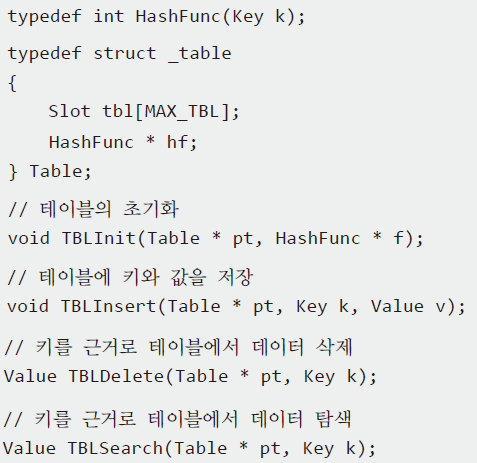 typedef int HashFunc(Key k);
typedef struct _table
{
Slot tbl[MAX_TBL];
HashFunc * hf;
} Table;
// 테이블의 초기화
void TBLInit(Table * pt, HashFunc * f);
// 테이블에 키와 값을 저장
void TBLInsert(Table * pt, Key k, Value v);
// 키를 근거로 테이블에서 데이터 삭제
Value TBLDelete(Table * pt, Key k);
// 키를 근거로 테이블에서 데이터 탐색
Value TBLSearch(Table * pt, Key k);